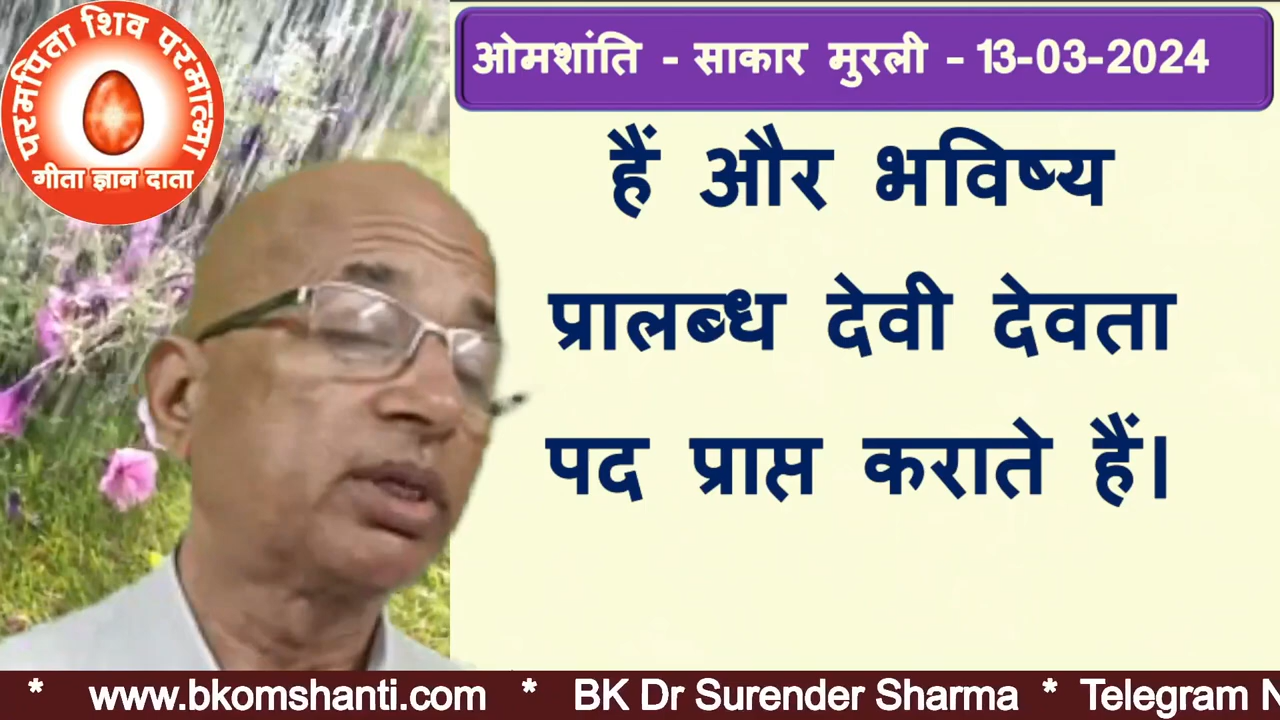 परमपिता शिव परमात्मा
गीता ज्ञान दाता
ओमशांति - साकार मुरली - 13-03-2024
हैं और भविष्य
प्रालब्ध देवी देवता
पद प्राप्त कराते हैं।
* www.bkomshanti.com * BK Dr Surender Sharma * Telegram N